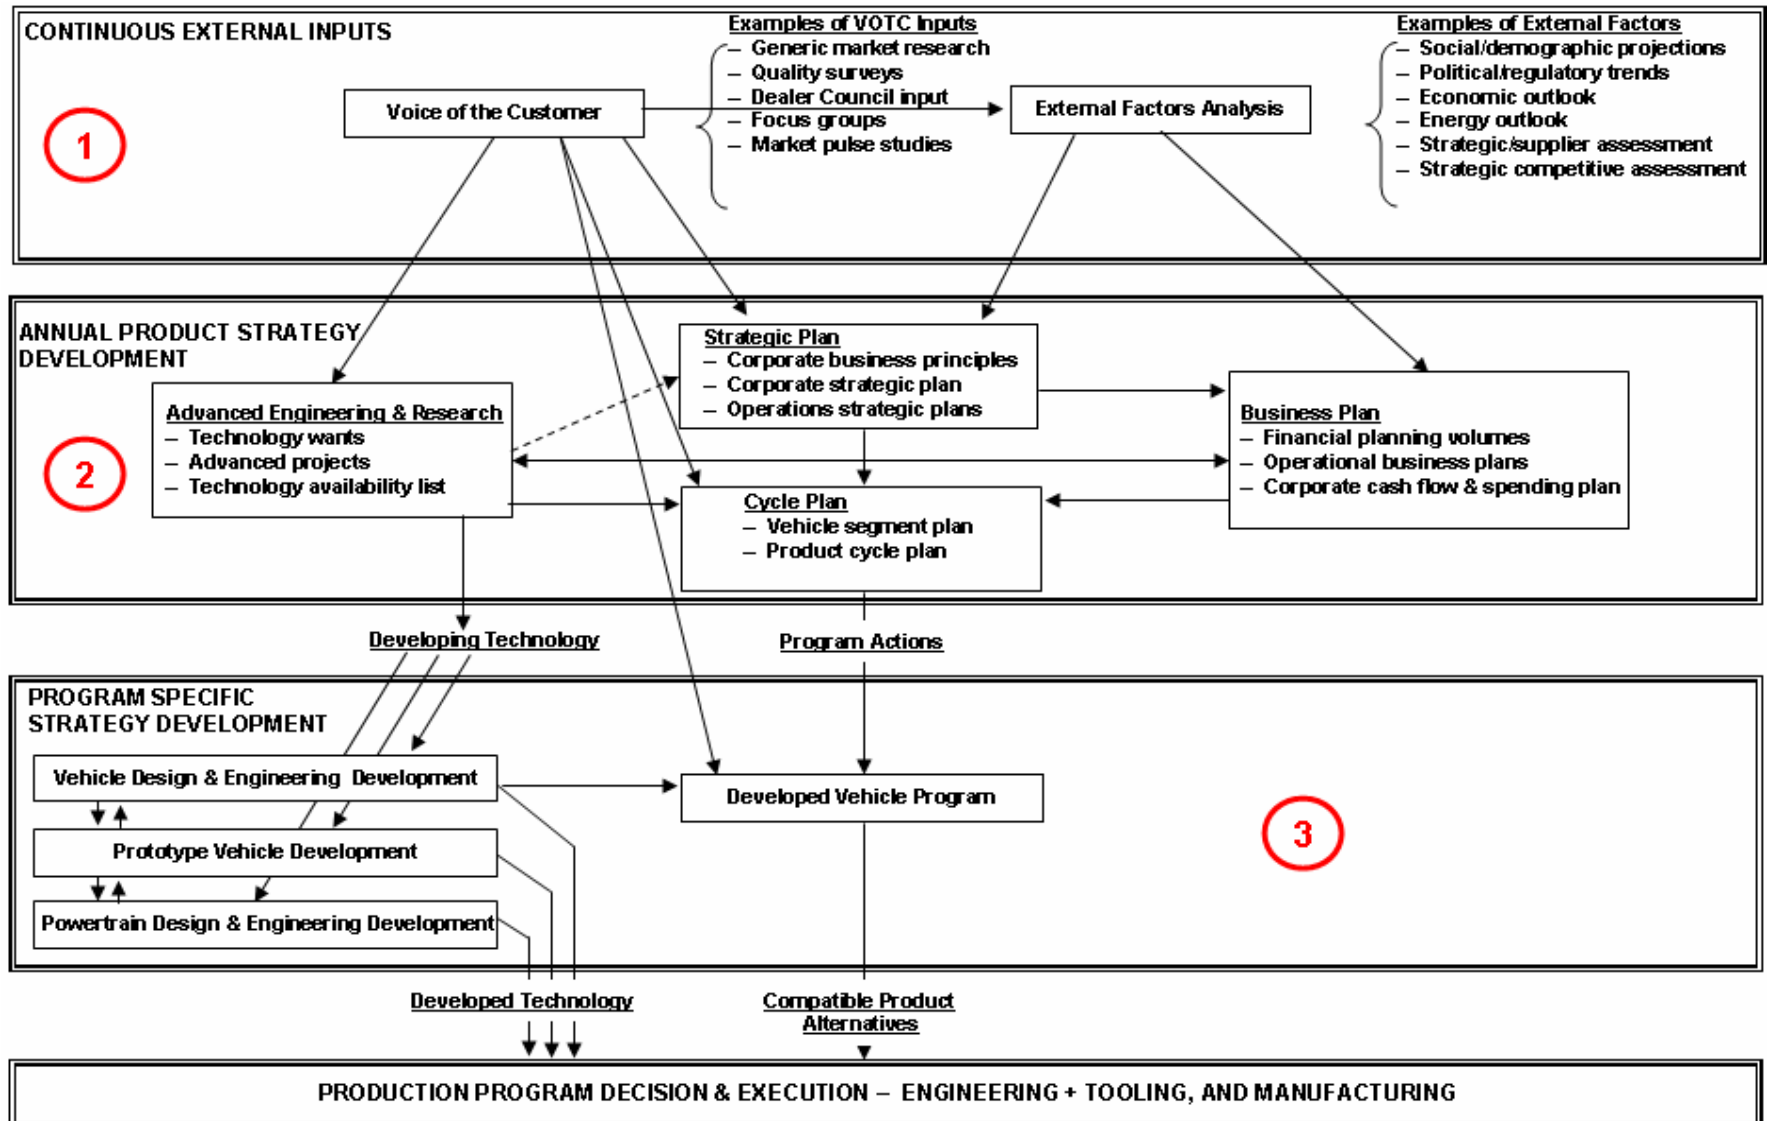 CONTINUOUS EXTERNAL INPUTS
Examples of VOTC Inputs
– Generic market research
– Quality surveys
– Dealer Council input
– Focus groups
– Market pulse studies
Examples of External Factors
– Social/demographic projections
– Political/regulatory trends
– Economic outlook
– Energy outlook
– Strategic/supplier assessment
– Strategic competitive assessment
Voice of the Customer
External Factors Analysis
1
ANNUAL PRODUCT STRATEGY
DEVELOPMENT
Strategic Plan
– Corporate business principles
– Corporate strategic plan
– Operations strategic plans
Advanced Engineering & Research
– Technology wants
– Advanced projects
– Technology availability list
Business Plan
– Financial planning volumes
– Operational business plans
– Corporate cash flow & spending plan
2
Cycle Plan
– Vehicle segment plan
– Product cycle plan
Developing Technology
Program Actions
PROGRAM SPECIFIC
STRATEGY DEVELOPMENT
Vehicle Design & Engineering Development
Developed Vehicle Program
Prototype Vehicle Development
3
Powertrain Design & Engineering Development
Developed Technology
Compatible Product
Alternatives
PRODUCTION PROGRAM DECISION & EXECUTION – ENGINEERING + TOOLING, AND MANUFACTURING